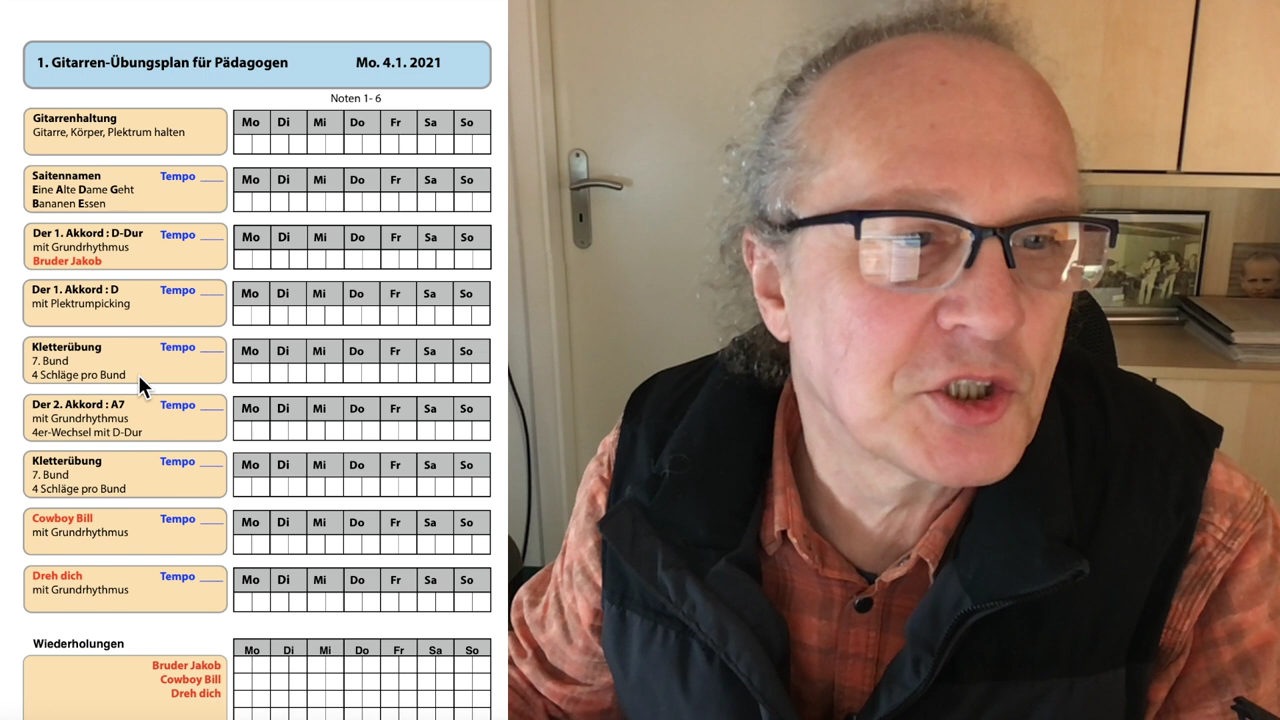 1. Gitarren-Übungsplan für Pädagogen Mo. 4.1. 2021
Noten 1- 6
Gitarrenhaltung
Gitarre, Körper, Plektrum halten
Mo Di Mi Do Fr Sa So
Saitennamen Tempo ____
Eine Alte Dame Geht
Bananen Essen
Mo Di Mi Do Fr Sa So
Der 1. Akkord : D-Dur Tempo ____
mit Grundrhythmus
Bruder Jakob
Mo Di Mi Do Fr Sa So
Der 1. Akkord : D Tempo ____
mit Plektrumpicking
Mo Di Mi Do Fr Sa So
Kletterübung Tempo ____
7. Bund
4 Schläge pro Bund
Mo Di Mi Do Fr Sa So
Der 2. Akkord : A7 Tempo ____
mit Grundrhythmus
4er-Wechsel mit D-Dur
Mo Di Mi Do Fr Sa So
Kletterübung Tempo ____
7. Bund
4 Schläge pro Bund
Mo Di Mi Do Fr Sa So
Cowboy Bill Tempo ____
mit Grundrhythmus
Mo Di Mi Do Fr Sa So
Dreh dich Tempo ____
mit Grundrhythmus
Mo Di Mi Do Fr Sa So
Wiederholungen
Mo Di Mi Do Fr Sa So
Bruder Jakob
Cowboy Bill
Dreh dich